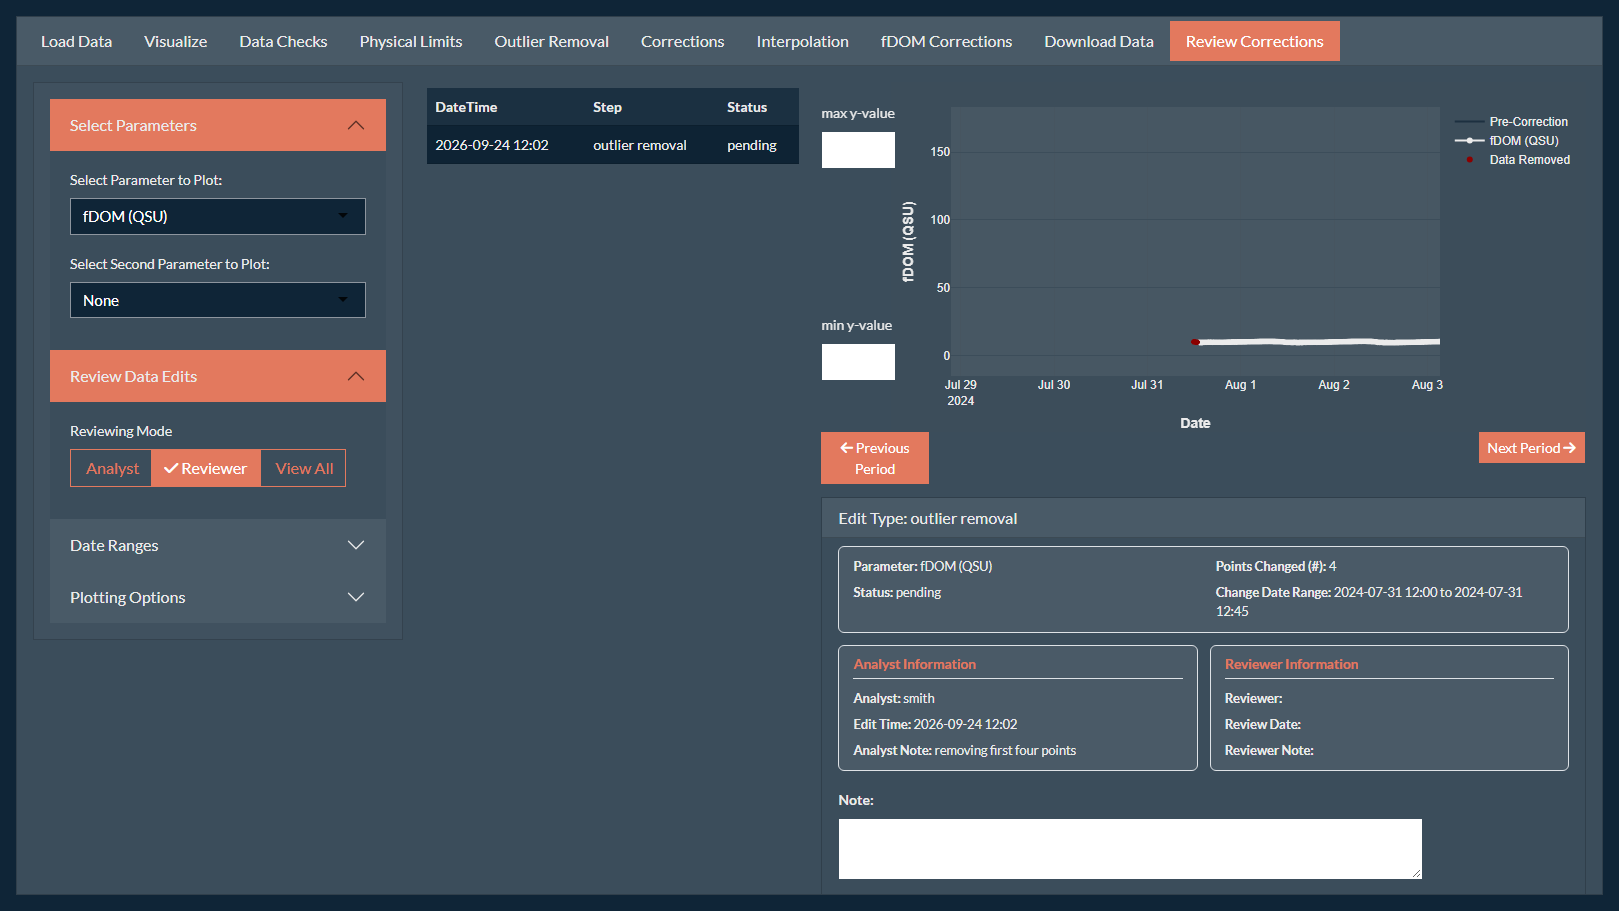 Load Data
Visualize
Data Checks
Physical Limits
Outlier Removal
Corrections
Interpolation
fDOM Corrections
Download Data
Review Corrections
Select Parameters
Select Parameter to Plot:
fDOM (QSU)
Select Second Parameter to Plot:
None
Review Data Edits
Reviewing Mode
Analyst
Reviewer
View All
Date Ranges
Plotting Options
DateTime Step Status
2026-09-24 12:02 outlier removal pending
max y-value
min y-value
fDOM (QSU)
150
100
50
0
Jul 29
2024
Jul 30
Jul 31
Aug 1
Aug 2
Aug 3
Date
Pre-Correction
fDOM (QSU)
Data Removed
Previous
Period
Next Period
Edit Type: outlier removal
Parameter: fDOM (QSU)
Status: pending
Points Changed (#): 4
Change Date Range: 2024-07-31 12:00 to 2024-07-31
12:45
Analyst Information
Analyst: smith
Edit Time: 2026-09-24 12:02
Analyst Note: removing first four points
Reviewer Information
Reviewer:
Review Date:
Reviewer Note:
Note: